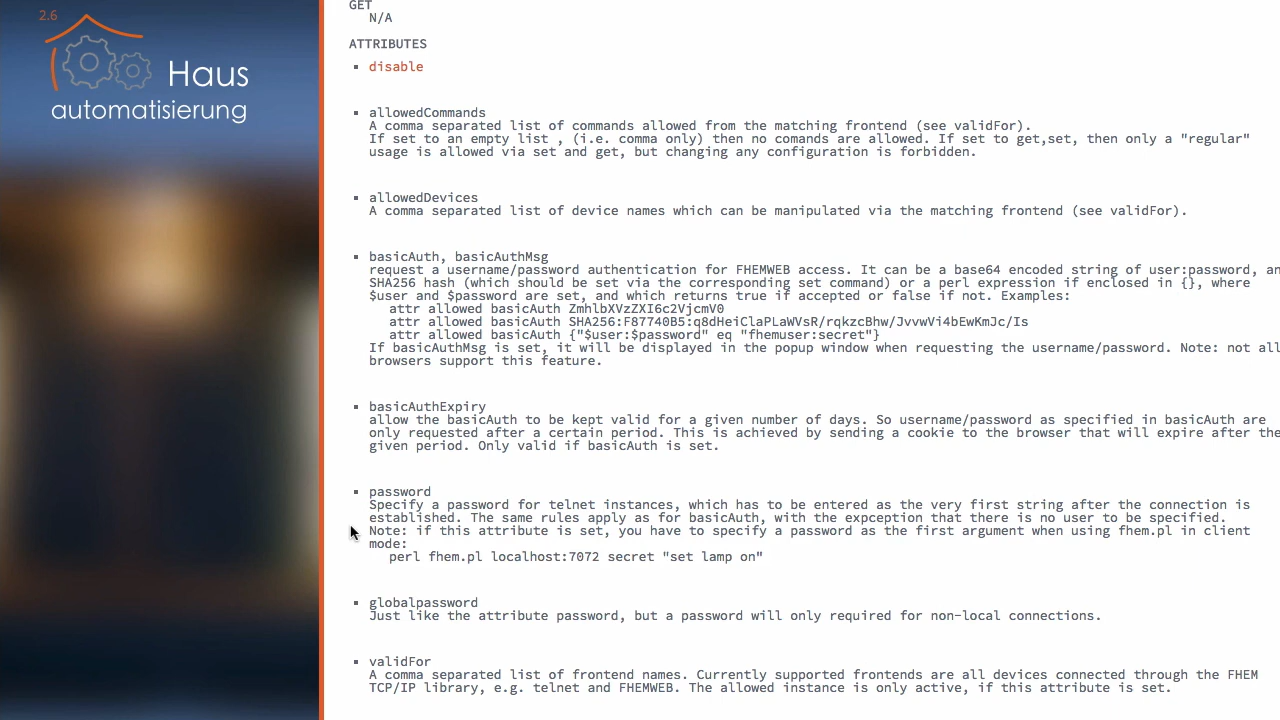 2.6
Haus
automatisierung
GET
N/A
ATTRIBUTES
disable
allowedCommands
A comma separated list of commands allowed from the matching frontend (see validFor).
If set to an empty list , (i.e. comma only) then no comands are allowed. If set to get,set, then only a "regular"
usage is allowed via set and get, but changing any configuration is forbidden.
allowedDevices
A comma separated list of device names which can be manipulated via the matching frontend (see validFor).
basicAuth, basicAuthMsg
request a username/password authentication for FHEMWEB access. It can be a base64 encoded string of user:password, an
SHA256 hash (which should be set via the corresponding set command) or a perl expression if enclosed in {}, where
$user and $password are set, and which returns true if accepted or false if not. Examples:
attr allowed basicAuth ZmhlbXVzZXI6c2VjcmV0
attr allowed basicAuth SHA256:F87740B5:q8dHeiClaPLaWVsR/rqkzcBhw/JvvwVi4bEwKmJc/Is
attr allowed basicAuth {"$user:$password" eq "fhemuser:secret"}
If basicAuthMsg is set, it will be displayed in the popup window when requesting the username/password. Note: not all
browsers support this feature.
basicAuthExpiry
allow the basicAuth to be kept valid for a given number of days. So username/password as specified in basicAuth are
only requested after a certain period. This is achieved by sending a cookie to the browser that will expire after the
given period. Only valid if basicAuth is set.
password
Specify a password for telnet instances, which has to be entered as the very first string after the connection is
established. The same rules apply as for basicAuth, with the expception that there is no user to be specified.
Note: if this attribute is set, you have to specify a password as the first argument when using fhem.pl in client
mode:
perl fhem.pl localhost:7072 secret "set lamp on"
globalpassword
Just like the attribute password, but a password will only required for non-local connections.
validFor
A comma separated list of frontend names. Currently supported frontends are all devices connected through the FHEM
TCP/IP library, e.g. telnet and FHEMWEB. The allowed instance is only active, if this attribute is set.